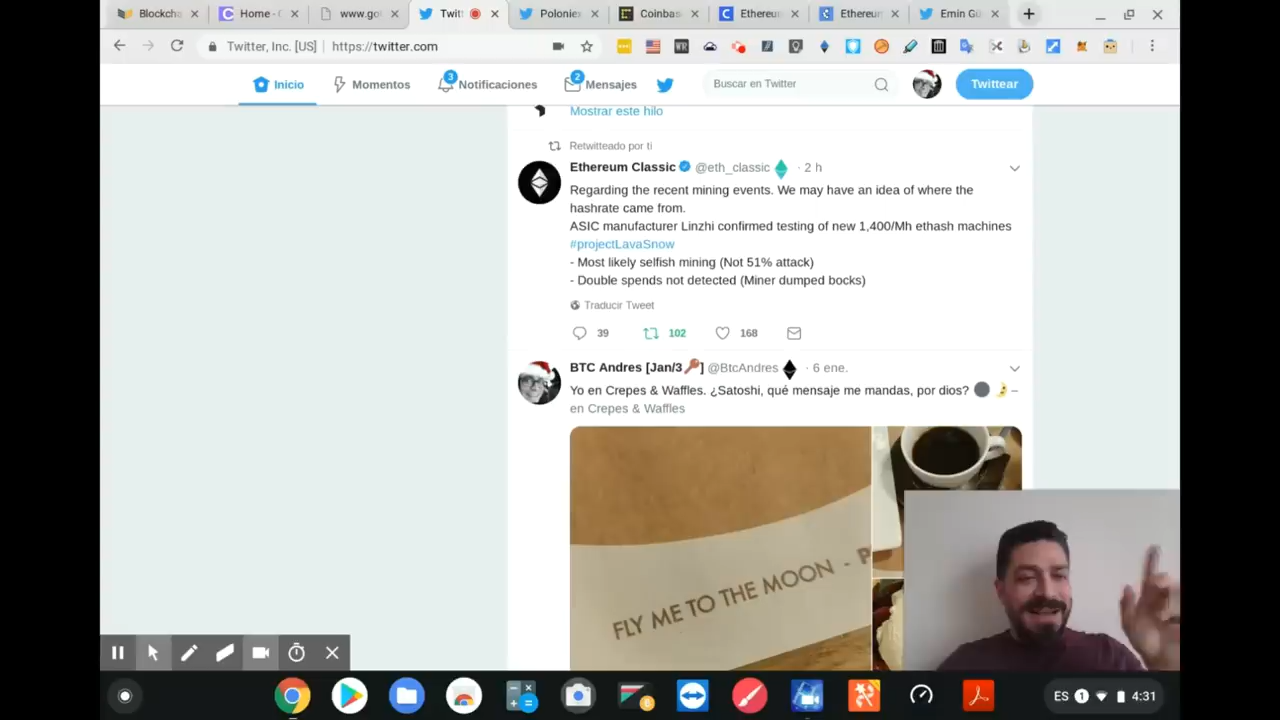 Blockcha
Home - C
www.go
Twitt
Polonies
Coinbas
Ethereum
Ethereum
Emin Gü
Twitter, Inc. [US] | https://twitter.com
Inicio
Momentos
3
Notificaciones
2
Mensajes
Buscar en Twitter
Twittear
Mostrar este hilo
Retwitteado por ti
Ethereum Classic @eth_classic · 2 h
Regarding the recent mining events. We may have an idea of where the
hashrate came from.
ASIC manufacturer Linzhi confirmed testing of new 1,400/Mh ethash machines
#projectLavaSnow
- Most likely selfish mining (Not 51% attack)
- Double spends not detected (Miner dumped bocks)
Traducir Tweet
39 102 168
BTC Andres [Jan/3🔑] @BtcAndres · 6 ene.
Yo en Crepes & Waffles. ¿Satoshi, qué mensaje me mandas, por dios? 🌑 🤌 –
en Crepes & Waffles
FLY ME TO THE MOON - P
ES 1 4:31